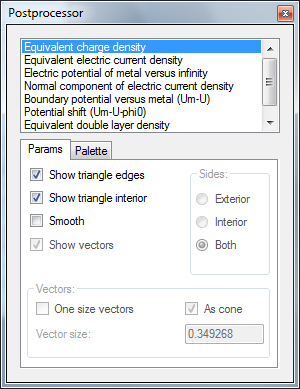 Postprocessor
Equivalent charge density
Equivalent electric current density
Electric potential of metal versus infinity
Normal component of electric current density
Boundary potential versus metal (Um-U)
Potential shift (Um-U-phi0)
Equivalent double layer density
Params Palette
Show triangle edges
Show triangle interior
Smooth
Show vectors
Sides:
Exterior
Interior
Both
Vectors:
One size vectors As cone
Vector size: 0.349268